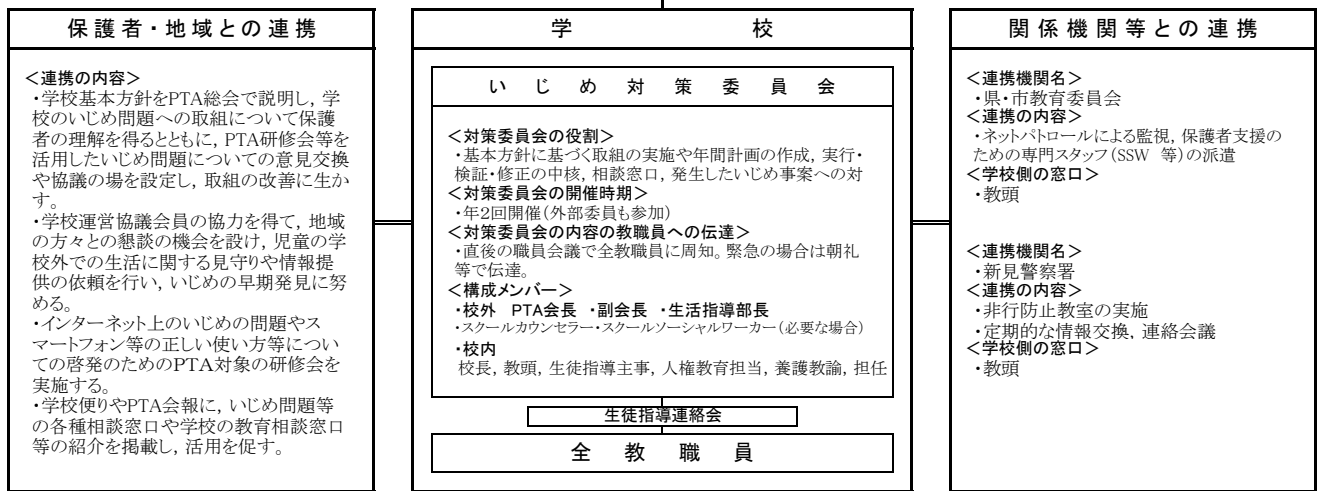 保護者・地域との連携
＜連携の内容＞
・学校基本方針をPTA総会で説明し，学
校のいじめ問題への取組について保護
者の理解を得るとともに，PTA研修会等を
活用したいじめ問題についての意見交換
や協議の場を設定し，取組の改善に生か
す。
・学校運営協議会員の協力を得て，地域
の方々との懇談の機会を設け，児童の学
校外での生活に関する見守りや情報提
供の依頼を行い，いじめの早期発見に努
める。
・インターネット上のいじめの問題やス
マートフォン等の正しい使い方等につい
ての啓発のためのPTA対象の研修会を
実施する。
・学校便りやPTA会報に，いじめ問題等
の各種相談窓口や学校の教育相談窓口
等の紹介を掲載し，活用を促す。
学校
いじめ対策委員会
＜対策委員会の役割＞
・基本方針に基づく取組の実施や年間計画の作成，実行・
検証・修正の中核，相談窓口，発生したいじめ事案への対
＜対策委員会の開催時期＞
・年2回開催（外部委員も参加）
＜対策委員会の内容の教職員への伝達＞
・直後の職員会議で全教職員に周知。緊急の場合は朝礼
等で伝達。
＜構成メンバー＞
・校外　PTA会長　・副会長　・生活指導部長
・スクールカウンセラー・スクールソーシャルワーカー（必要な場合）
・校内
校長，教頭，生徒指導主事，人権教育担当，養護教諭，担任
生徒指導連絡会
全教職員
関係機関等との連携
＜連携機関名＞
・県・市教育委員会
＜連携の内容＞
・ネットパトロールによる監視，保護者支援の
ための専門スタッフ（SSW　等）の派遣
＜学校側の窓口＞
・教頭
＜連携機関名＞
・新見警察署
＜連携の内容＞
・非行防止教室の実施
・定期的な情報交換，連絡会議
＜学校側の窓口＞
・教頭